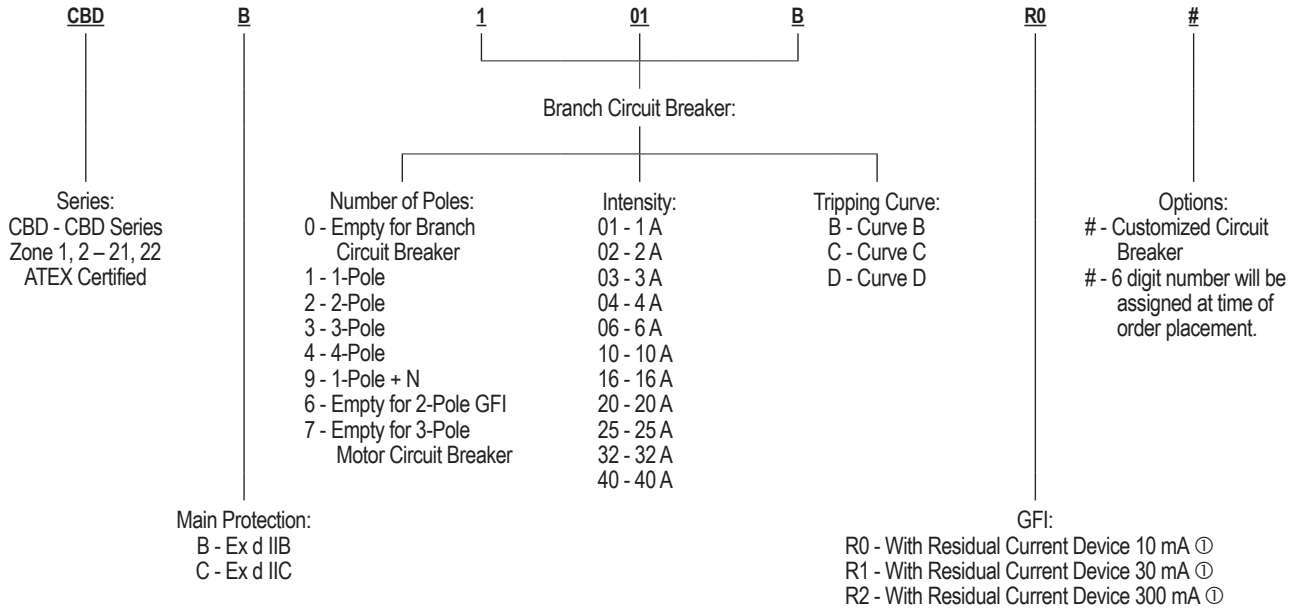 CBD B 1 01 B R0 #
Branch Circuit Breaker:
Series:
CBD - CBD Series
Zone 1, 2 – 21, 22
ATEX Certified
Number of Poles:
0 - Empty for Branch
Circuit Breaker
1 - 1-Pole
2 - 2-Pole
3 - 3-Pole
4 - 4-Pole
9 - 1-Pole + N
6 - Empty for 2-Pole GFI
7 - Empty for 3-Pole
Motor Circuit Breaker
Intensity:
01 - 1 A
02 - 2 A
03 - 3 A
04 - 4 A
06 - 6 A
10 - 10 A
16 - 16 A
20 - 20 A
25 - 25 A
32 - 32 A
40 - 40 A
Tripping Curve:
B - Curve B
C - Curve C
D - Curve D
Options:
# - Customized Circuit
Breaker
# - 6 digit number will be
assigned at time of
order placement.
Main Protection:
B - Ex d IIB
C - Ex d IIC
GFI:
R0 - With Residual Current Device 10 mA ①
R1 - With Residual Current Device 30 mA ①
R2 - With Residual Current Device 300 mA ①